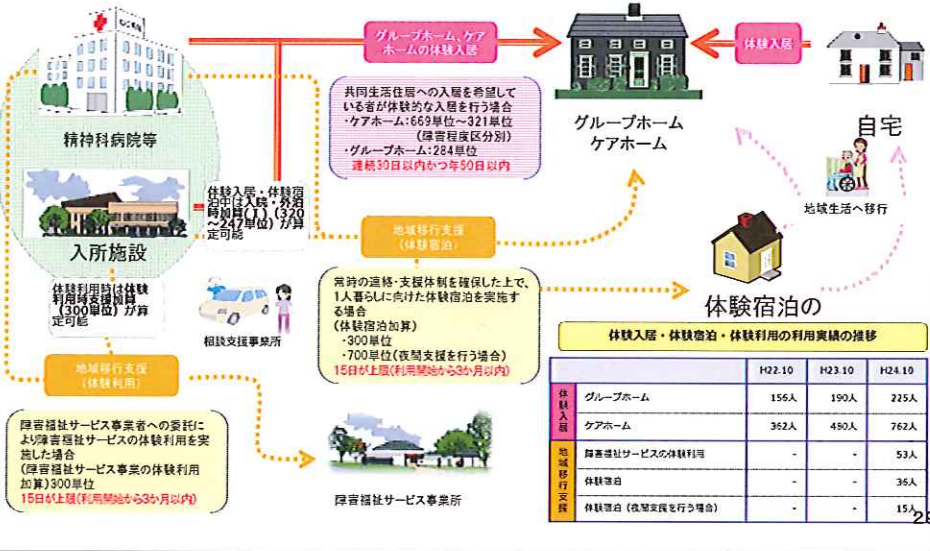 グループホーム、ケア
ホームの体験入居
体験入居
精神科病院等
共同生活住居への入居を希望して
いる者が体験的な入居を行う場合
・ケアホーム:669単位~321単位
(障害程度区分別)
・グループホーム:284単位
連続30日以内かつ年50日以内
グループホーム
ケアホーム
自宅
地域生活へ移行
入所施設
体験入居・体験宿
泊中は入院・外泊
時加算(Ⅰ)(320
~247単位)が算
定可能
地域移行支援
(体験宿泊)
体験宿泊の
体験利用時は体験
利用時支援加算
(300単位)が算
定可能
相談支援事業所
常時の連絡・支援体制を確保した上で、
1人暮らしに向けた体験宿泊を実施す
る場合
(体験宿泊加算)
・300単位
・700単位(夜間支援を行う場合)
15日が上限(利用開始から3か月以内)
地域移行支援
(体験利用)
障害福祉サービス事業者への委託に
より障害福祉サービスの体験利用を実
施した場合
(障害福祉サービス事業の体験利用
加算)300単位
15日が上限(利用開始から3か月以内)
障害福祉サービス事業所
体験入居・体験宿泊・体験利用の利用実績の推移
H22.10 H23.10 H24.10
体験入居
グループホーム 156人 190人 225人
ケアホーム 362人 490人 762人
地域移行支援
障害福祉サービスの体験利用 - - 53人
体験宿泊 - - 36人
体験宿泊(夜間支援を行う場合) - - 15人